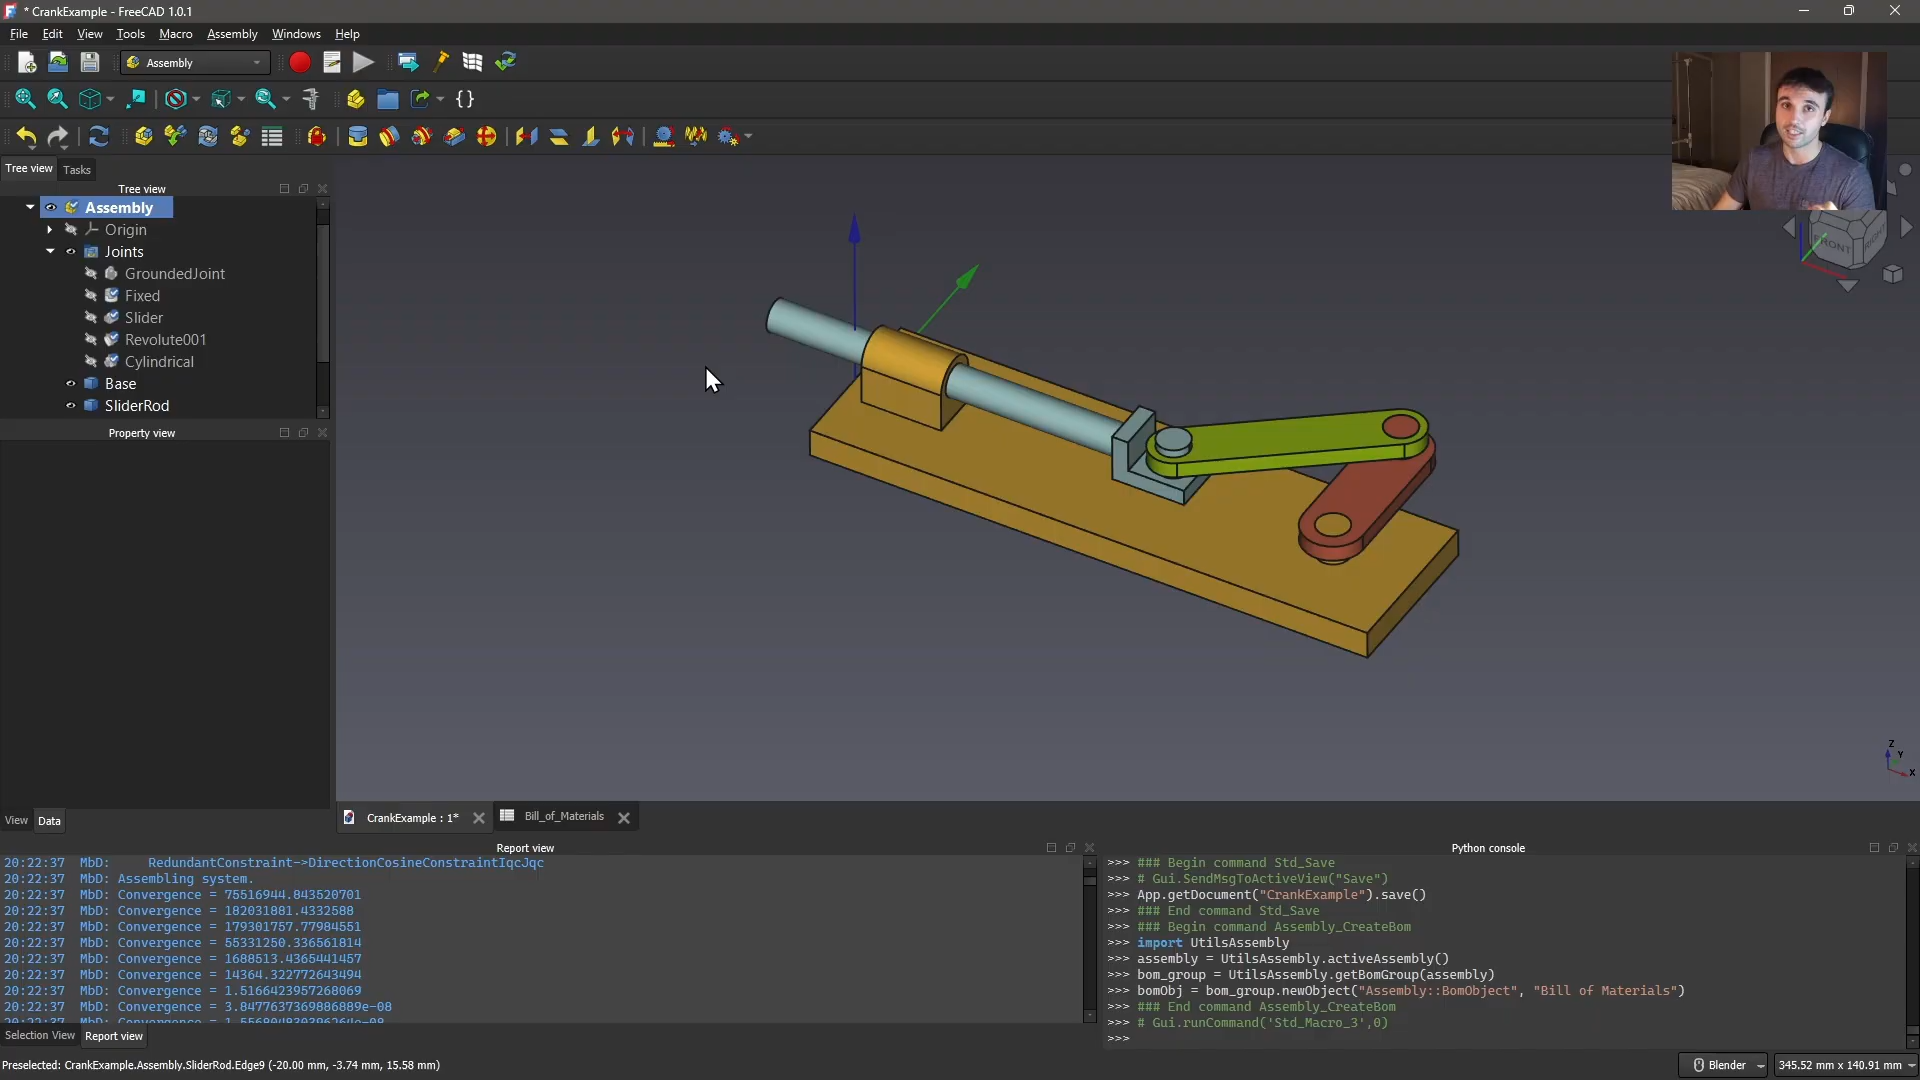 * CrankExample - FreeCAD 1.0.1
File Edit View Tools Macro Assembly Windows Help
Assembly
Tree view Tasks
Tree view
Assembly
Origin
Joints
GroundedJoint
Fixed
Slider
Revolute001
Cylindrical
Base
SliderRod
Property view
FRONT RIGHT
Z
Y
X
View Data
CrankExample : 1*
Bill_of_Materials
Report view
20:22:37 MbD: RedundantConstraint->DirectionCosineConstraintIqcJqc
20:22:37 MbD: Assembling system.
20:22:37 MbD: Convergence = 75516944.843520701
20:22:37 MbD: Convergence = 182031881.4332588
20:22:37 MbD: Convergence = 179301757.77984551
20:22:37 MbD: Convergence = 55331250.336561814
20:22:37 MbD: Convergence = 1688513.4365441457
20:22:37 MbD: Convergence = 14364.322772643494
20:22:37 MbD: Convergence = 1.5166423957268069
20:22:37 MbD: Convergence = 3.8477637369886889e-08
20:22:37 MbD: Convergence =
Selection View Report view
Python console
>>> ### Begin command Std_Save
>>> # Gui.SendMsgToActiveView("Save")
>>> App.getDocument("CrankExample").save()
>>> ### End command Std_Save
>>> ### Begin command Assembly_CreateBom
>>> import UtilsAssembly
>>> assembly = UtilsAssembly.activeAssembly()
>>> bom_group = UtilsAssembly.getBomGroup(assembly)
>>> bomObj = bom_group.newObject("Assembly::BomObject", "Bill of Materials")
>>> ### End command Assembly_CreateBom
>>> # Gui.runCommand('Std_Macro_3',0)
>>>
Preselected: CrankExample.Assembly.SliderRod.Edge9 (-20.00 mm, -3.74 mm, 15.58 mm)
Blender
345.52 mm x 140.91 mm